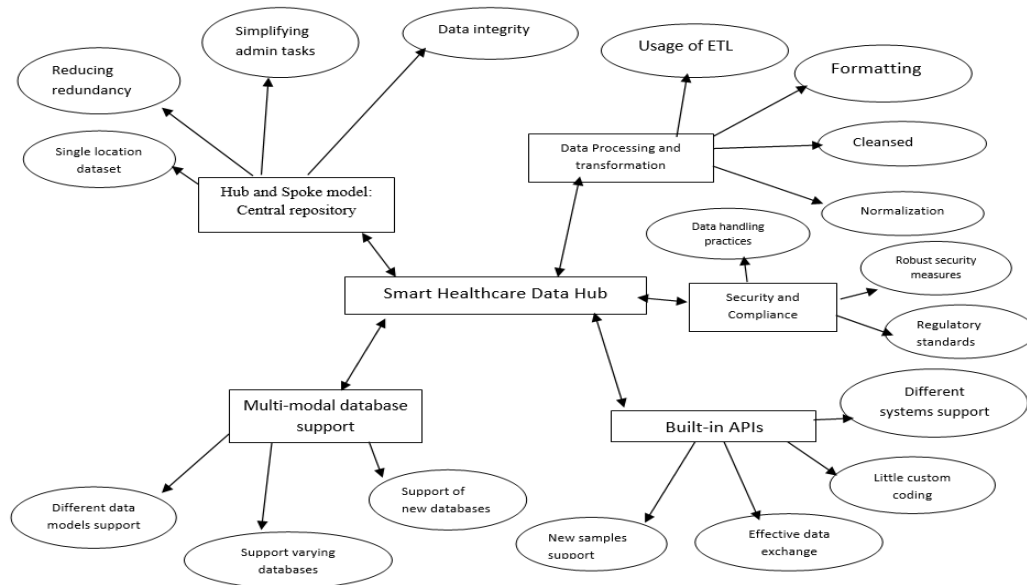 Simplifying
admin tasks
Data integrity
Usage of ETL
Reducing
redundancy
Formatting
Single location
dataset
Data Processing and
transformation
Cleansed
Hub and Spoke model:
Central repository
Normalization
Data handling
practices
Robust security
measures
Smart Healthcare Data Hub
Security and
Compliance
Regulatory
standards
Multi-modal database
support
Built-in APIs
Different
systems support
Different data
models support
Support varying
databases
Support of
new databases
New samples
support
Effective data
exchange
Little custom
coding